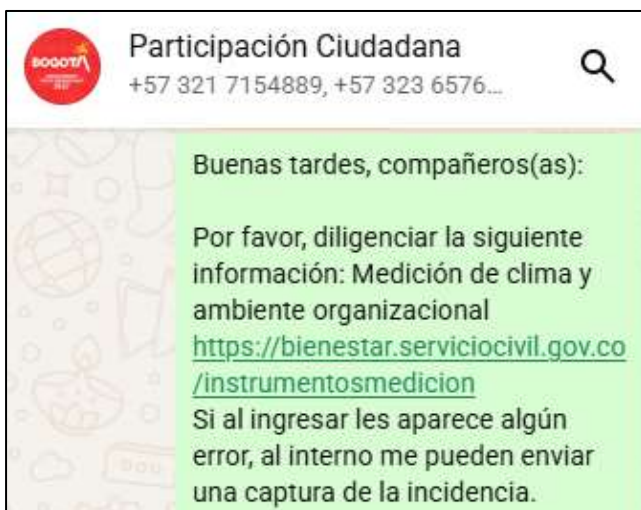 BOGOTÁ
Participación Ciudadana
+57 321 7154889, +57 323 6576...
Buenas tardes, compañeros(as):
Por favor, diligenciar la siguiente
información: Medición de clima y
ambiente organizacional
https://bienestar.serviciocivil.gov.co
/instrumentosmedicion
Si al ingresar les aparece algún
error, al interno me pueden enviar
una captura de la incidencia.